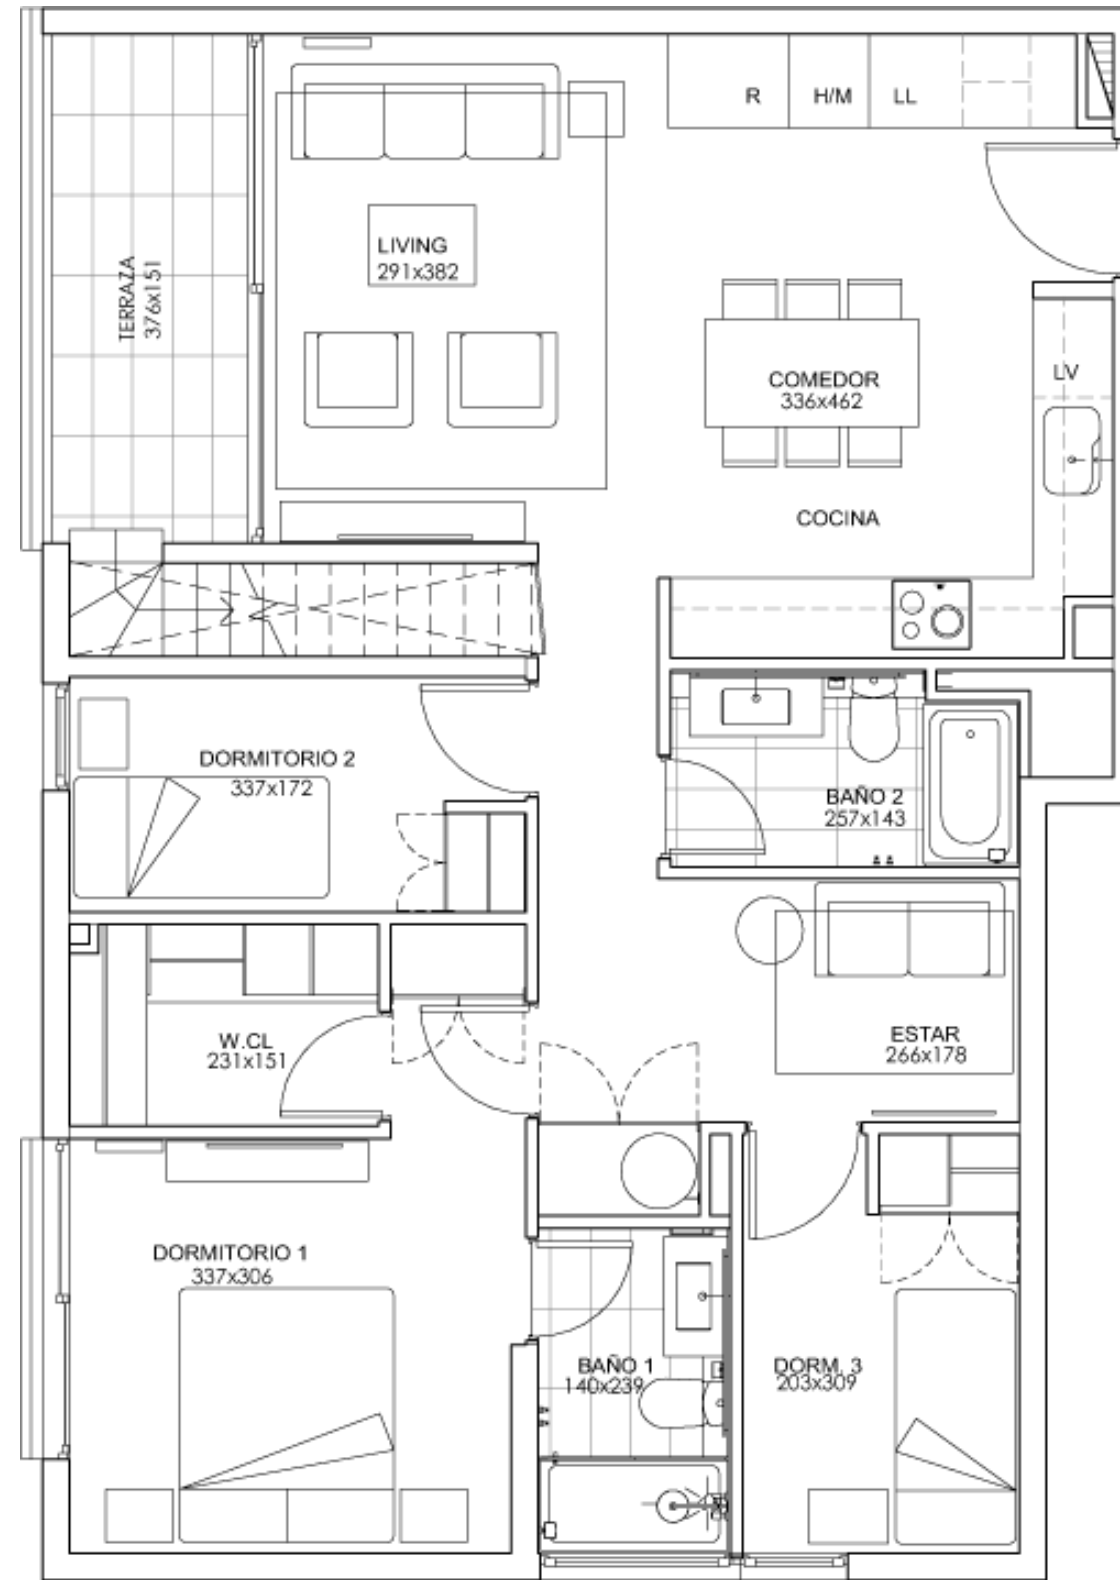 R
H/M
LL
LIVING
291x382
TERRAZA
376x151
COMEDOR
336x462
LV
COCINA
DORMITORIO 2
337x172
BAÑO 2
257x143
W.CL
231x151
ESTAR
266x178
DORMITORIO 1
337x306
BAÑO 1
140x239
DORM. 3
203x309